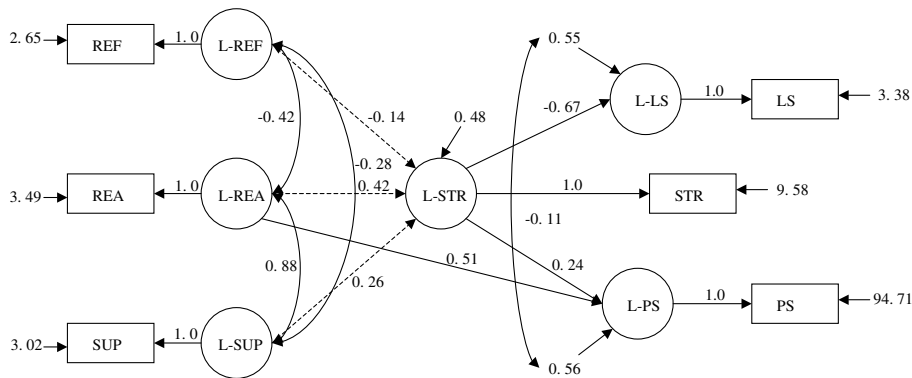 2. 65
REF
1. 0
L-REF
0. 55
L-LS
1.0
LS
3. 38
-0. 67
-0. 42
-0. 14
0. 48
-0. 28
3. 49
REA
1.0
L-REA
0. 42
L-STR
1.0
STR
9. 58
-0. 11
0. 88
0. 51
0. 24
0. 26
3. 02
SUP
1. 0
L-SUP
L-PS
1.0
PS
94. 71
0. 56